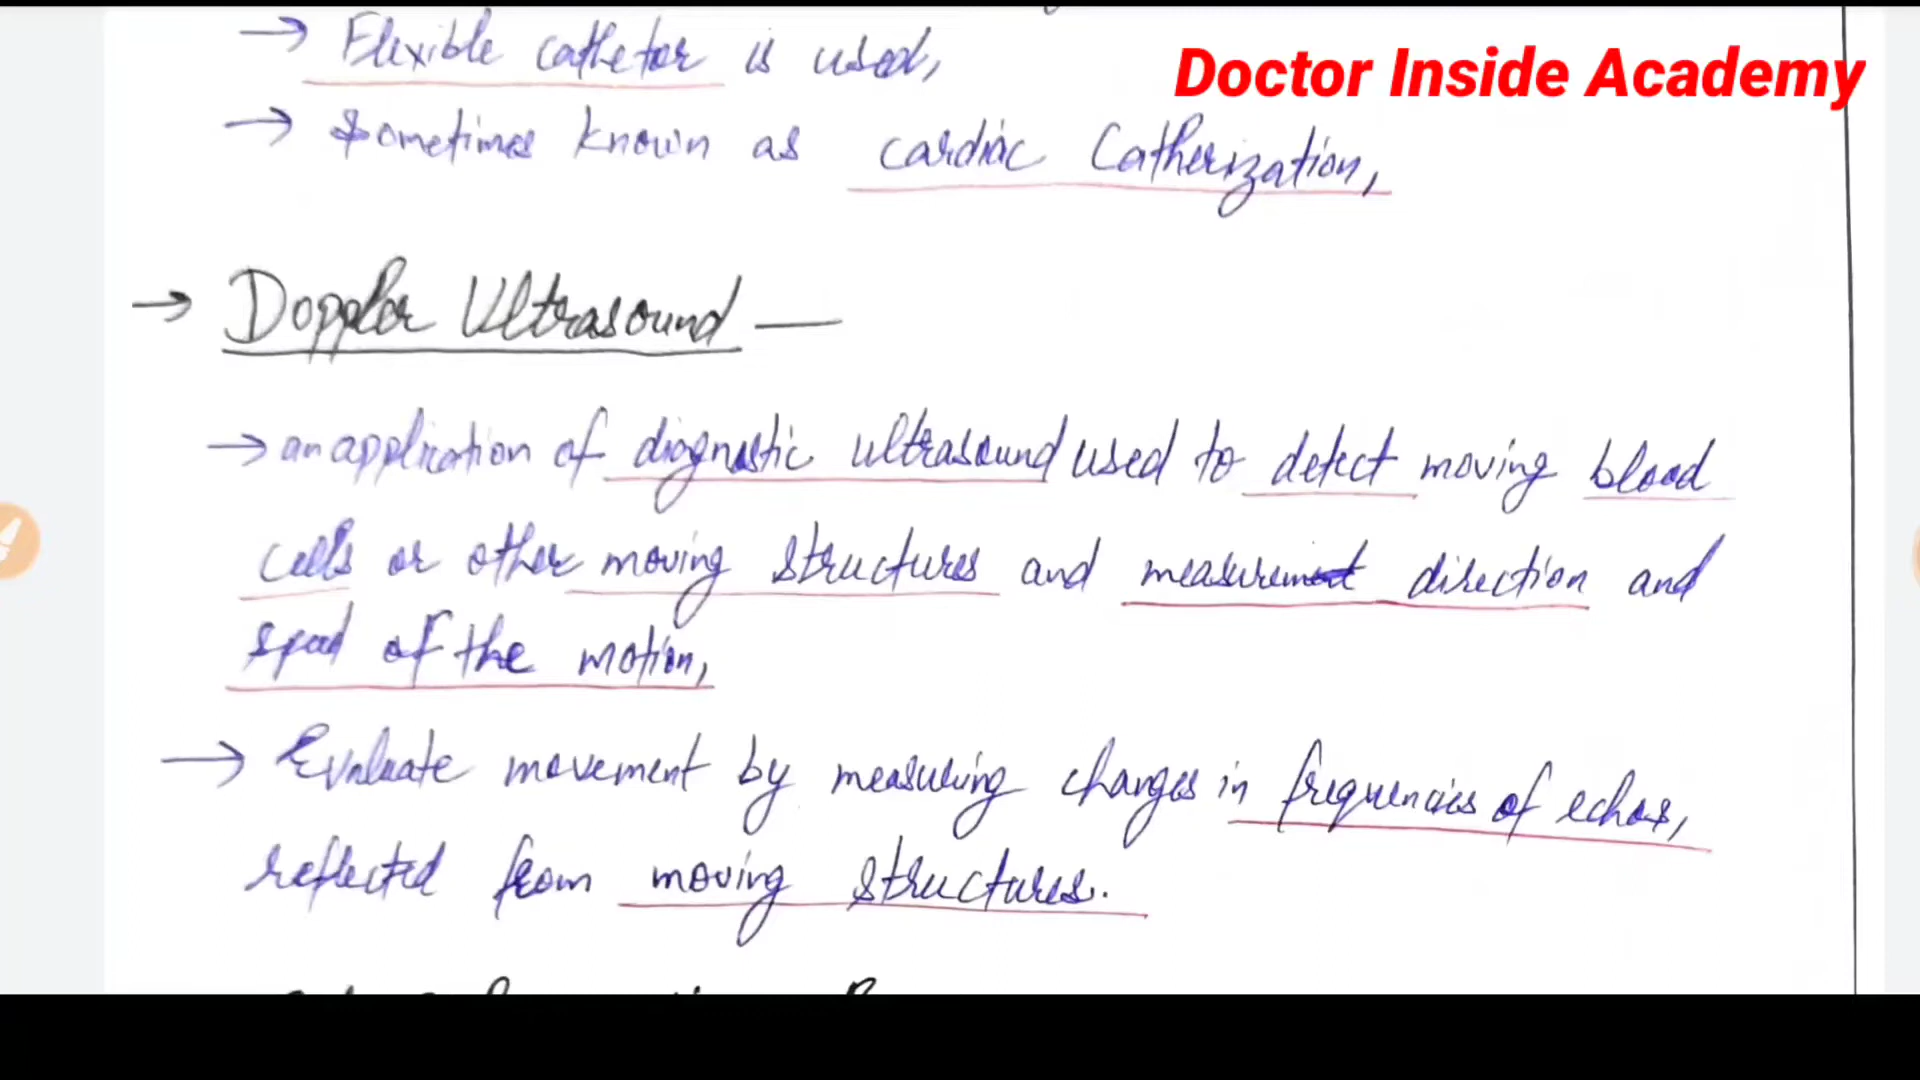 → Flexible catheter is used,
Doctor Inside Academy
→ Sometimes known as cardiac Catherization,
→ Doppler Ultrasound —
→ an application of diagnostic ultrasound used to detect moving blood
cells or other moving structures and measurement direction and
speed of the motion,
→ Evaluate movement by measuring changes in frequencies of echos,
reflected from moving structures.